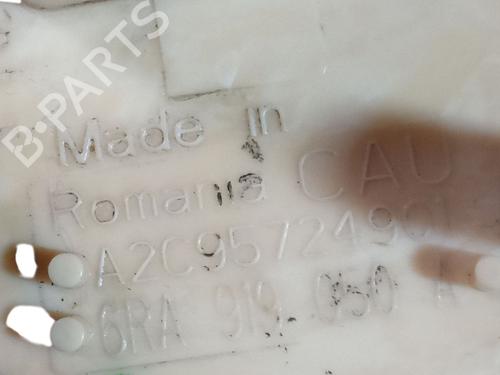 B-PARTS
Made in
Romania CAU
A2C95724901
6RA 919 050 A